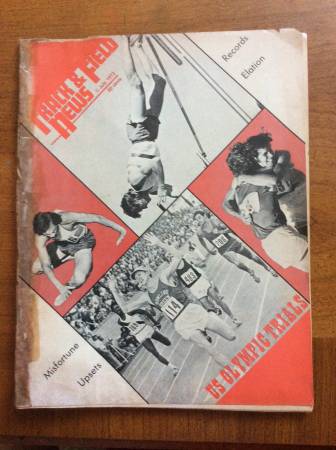 TRACK & FIELD
NEWS
Records
Elation
Misfortune
Upsets
US OLYMPIC TRIALS